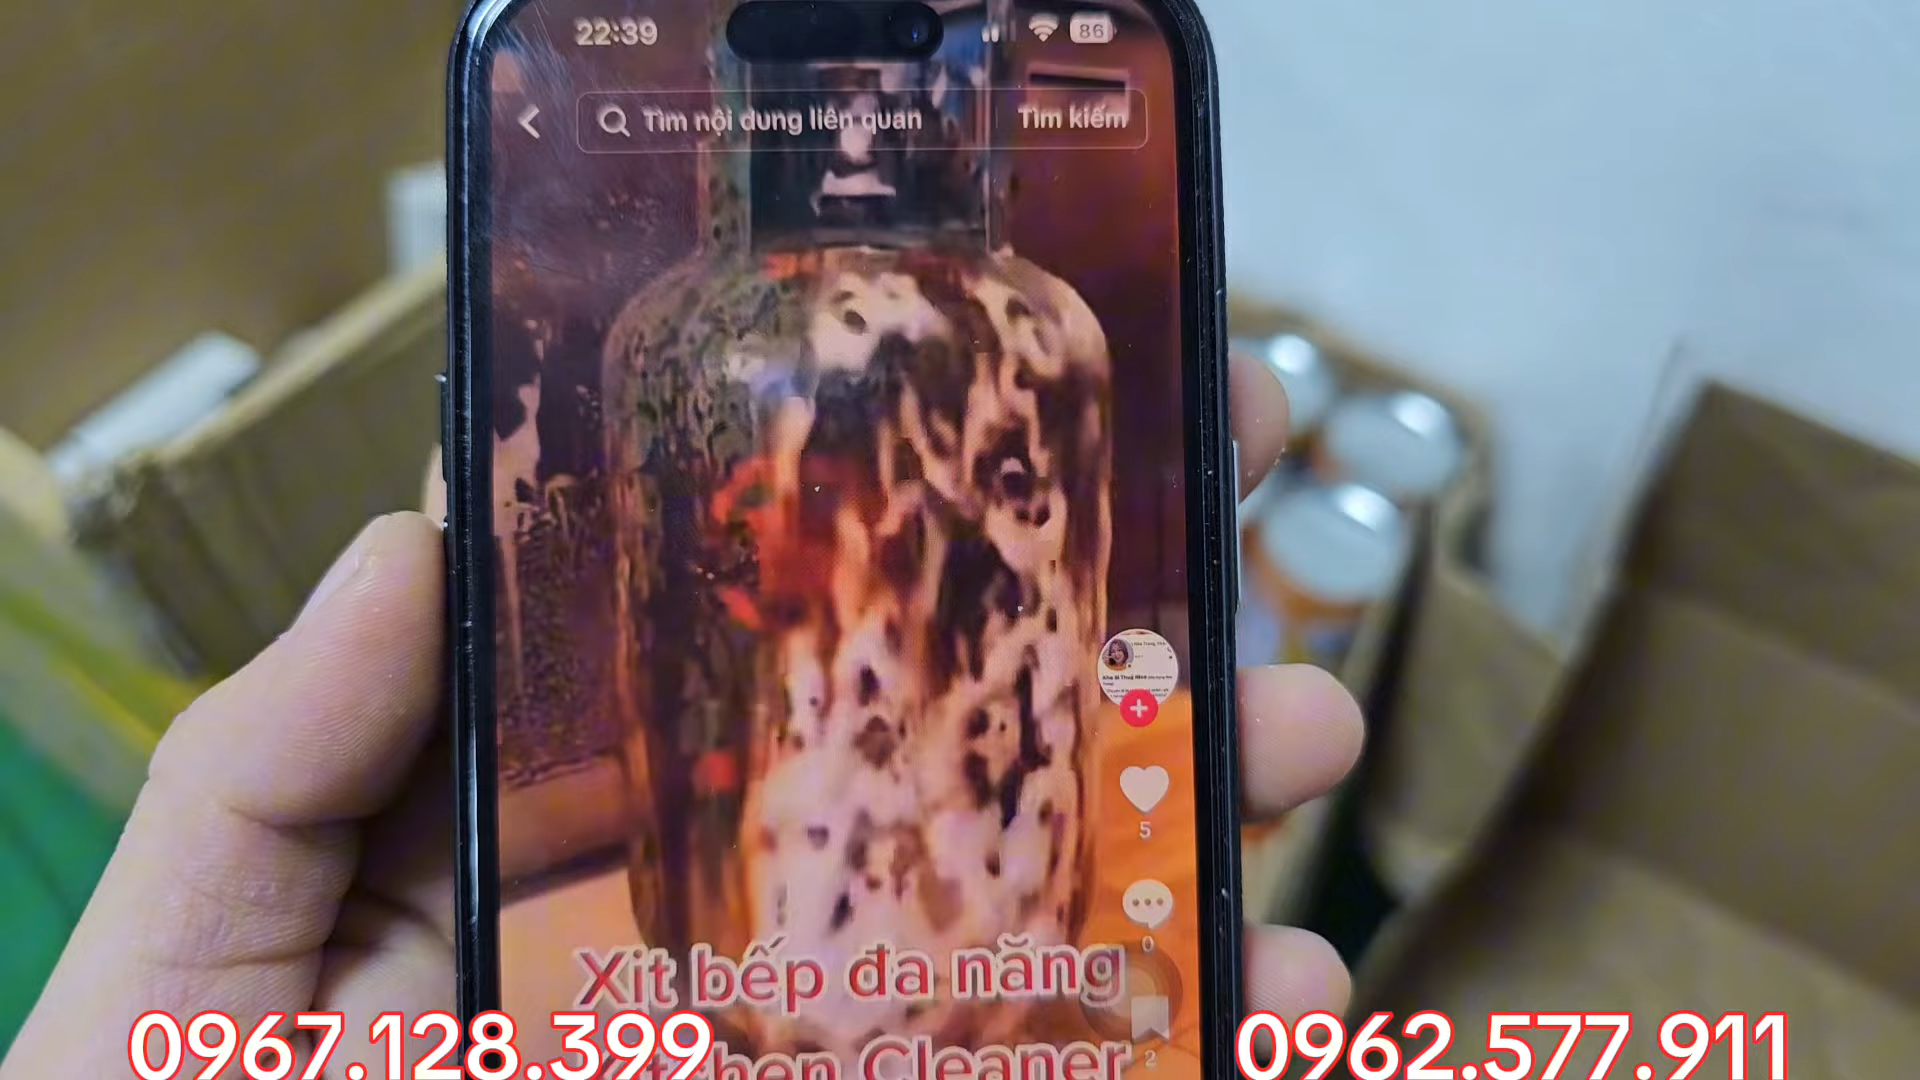 22:39
86
Tìm nội dung liên quan
Tìm kiếm
5
0
Xịt bếp đa năng
Kitchen Cleaner
2
0967.128.399
0962.577.911